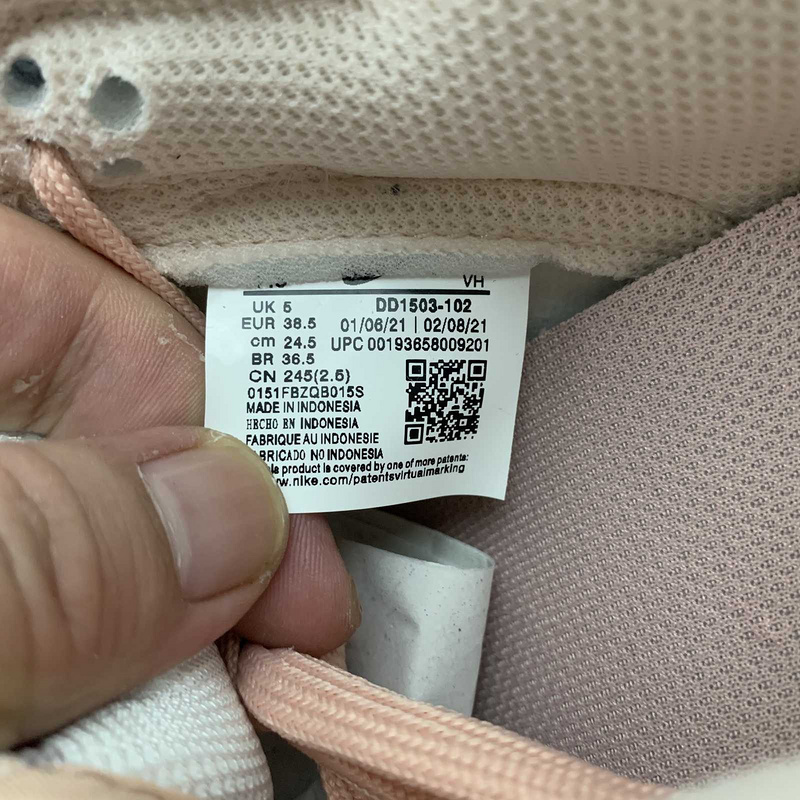 VH
UK 5 DD1503-102
EUR 38.5 01/06/21 | 02/08/21
cm 24.5 UPC 00193658009201
BR 36.5
CN 245(2.5)
0151FBZQB015S
MADE IN INDONESIA
HECHO EN INDONESIA
FABRIQUE AU INDONESIE
FABRICADO NO INDONESIA
product is covered by one of more patents:
w.nike.com/patentsvirtualmarking